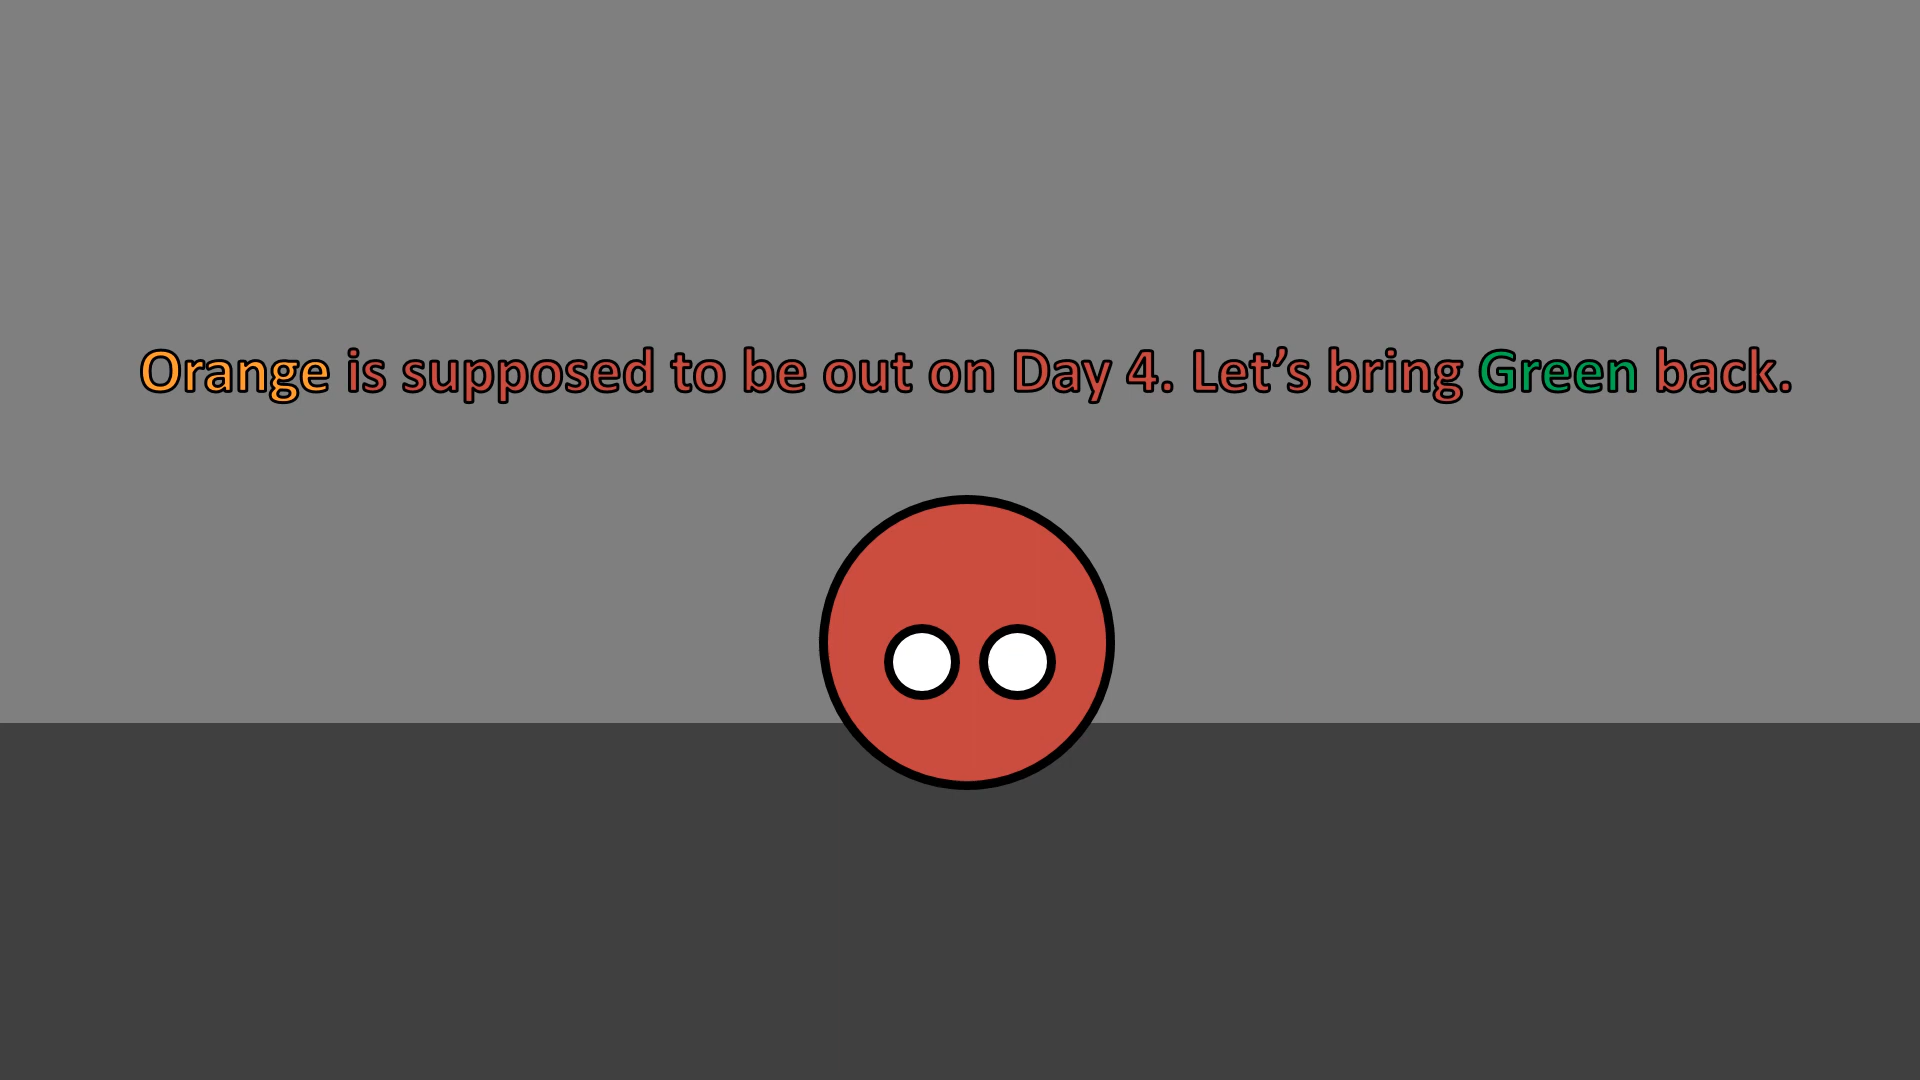 Orange is supposed to be out on Day 4. Let’s bring Green back.